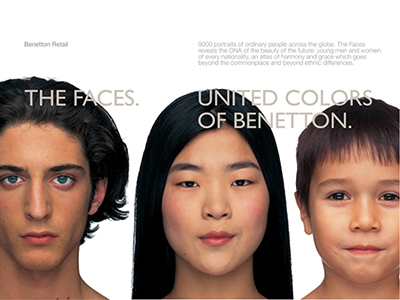 Benetton Retail
9000 portraits of ordinary people across the globe. The Faces
reveals the DNA of the beauty of the future: young men and women
of every nationality, an atlas of harmony and grace which goes
beyond the commonplace and beyond ethnic differences.
THE FACES.
UNITED COLORS
OF BENETTON.